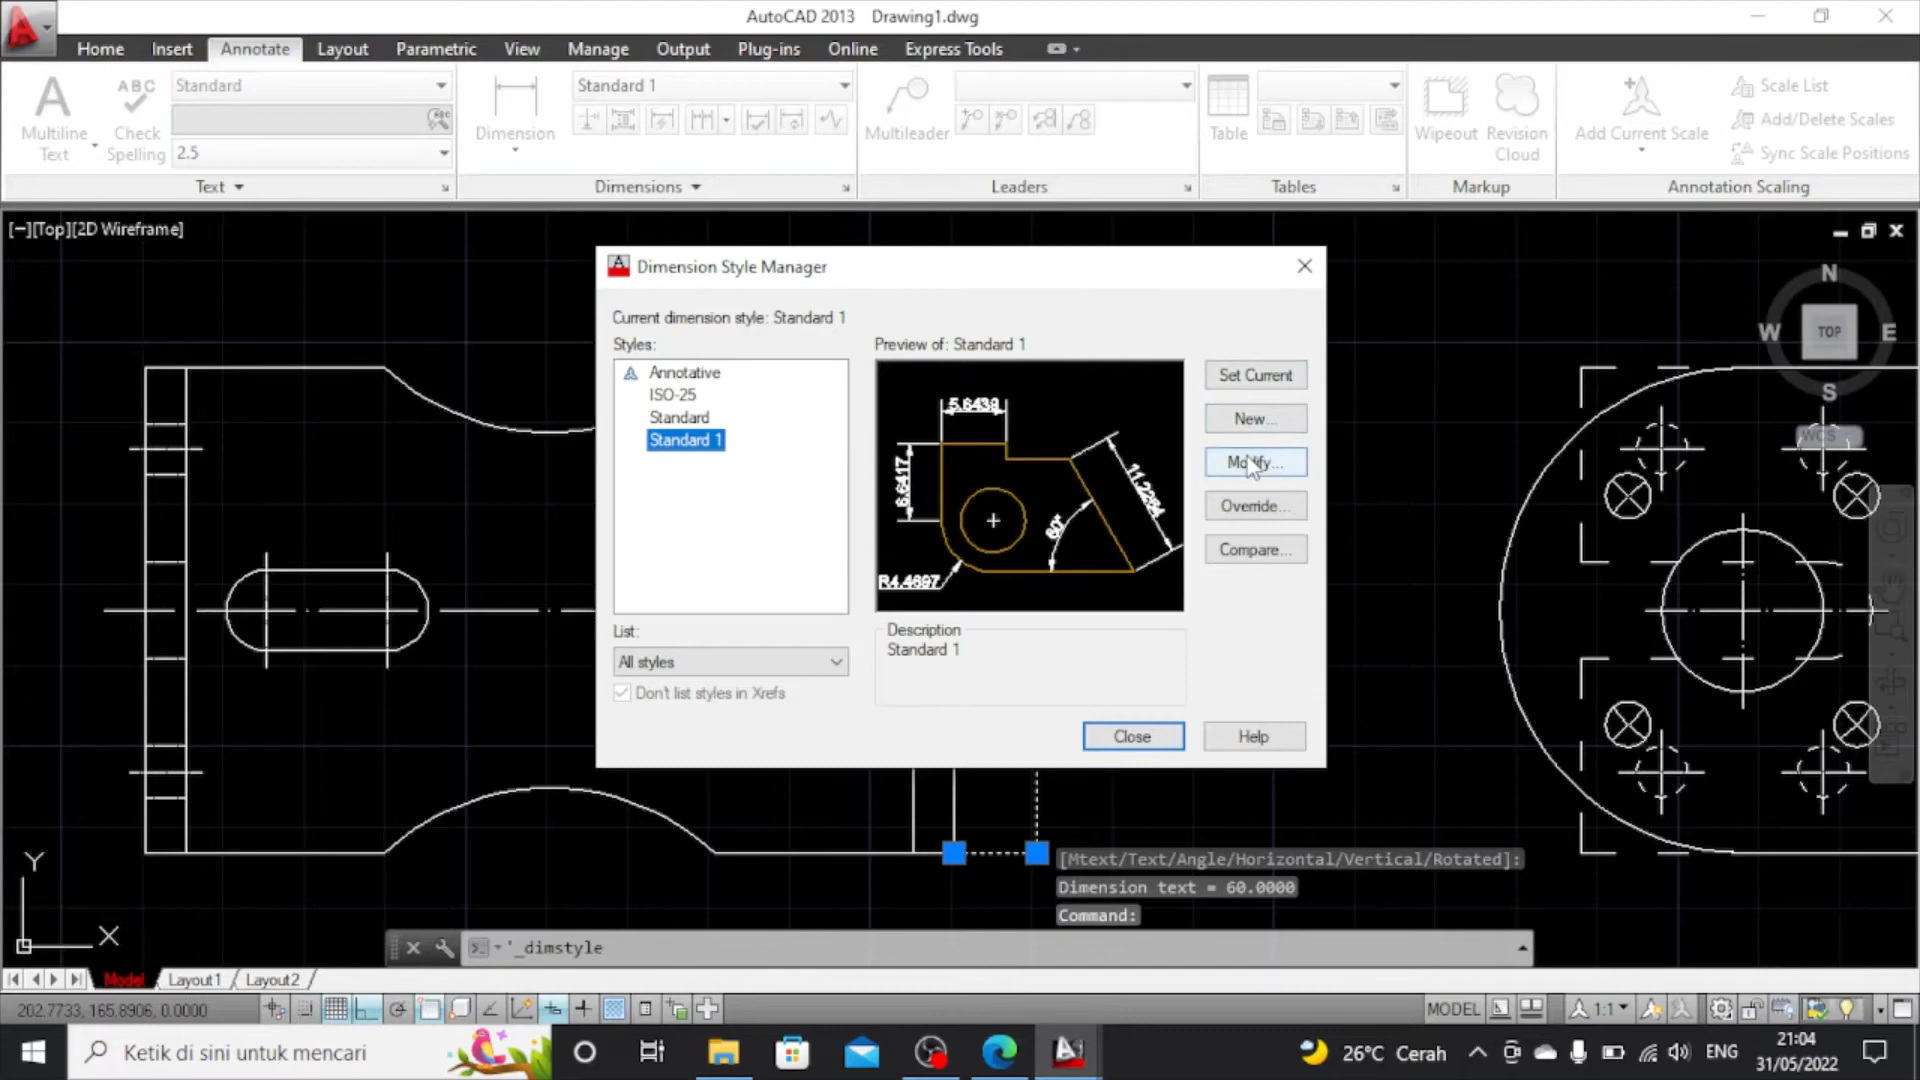 AutoCAD 2013 Drawing1.dwg
Home Insert Annotate Layout Parametric View Manage Output Plug-ins Online Express Tools
Multiline Text
ABC Check Spelling
Standard
2.5
Text
Dimension
Standard 1
Dimensions
Multileader
Leaders
Table
Tables
Wipeout Revision Cloud
Markup
Add Current Scale
Scale List
Add/Delete Scales
Sync Scale Positions
Annotation Scaling
[−][Top][2D Wireframe]
N
W TOP E
S
WCS
Dimension Style Manager
Current dimension style: Standard 1
Styles:
Annotative
ISO-25
Standard
Standard 1
List:
All styles
Don't list styles in Xrefs
Preview of: Standard 1
5.6439
6.6417
11.2264
60°
R4.4697
Description
Standard 1
Set Current
New...
Modify...
Override...
Compare...
Close Help
[Mtext/Text/Angle/Horizontal/Vertical/Rotated]:
Dimension text = 60.0000
Command:
Y
X
'_dimstyle
Model Layout1 Layout2
202.7733, 165.8906, 0.0000
MODEL 1:1
Ketik di sini untuk mencari
26°C Cerah
ENG
21:04
31/05/2022